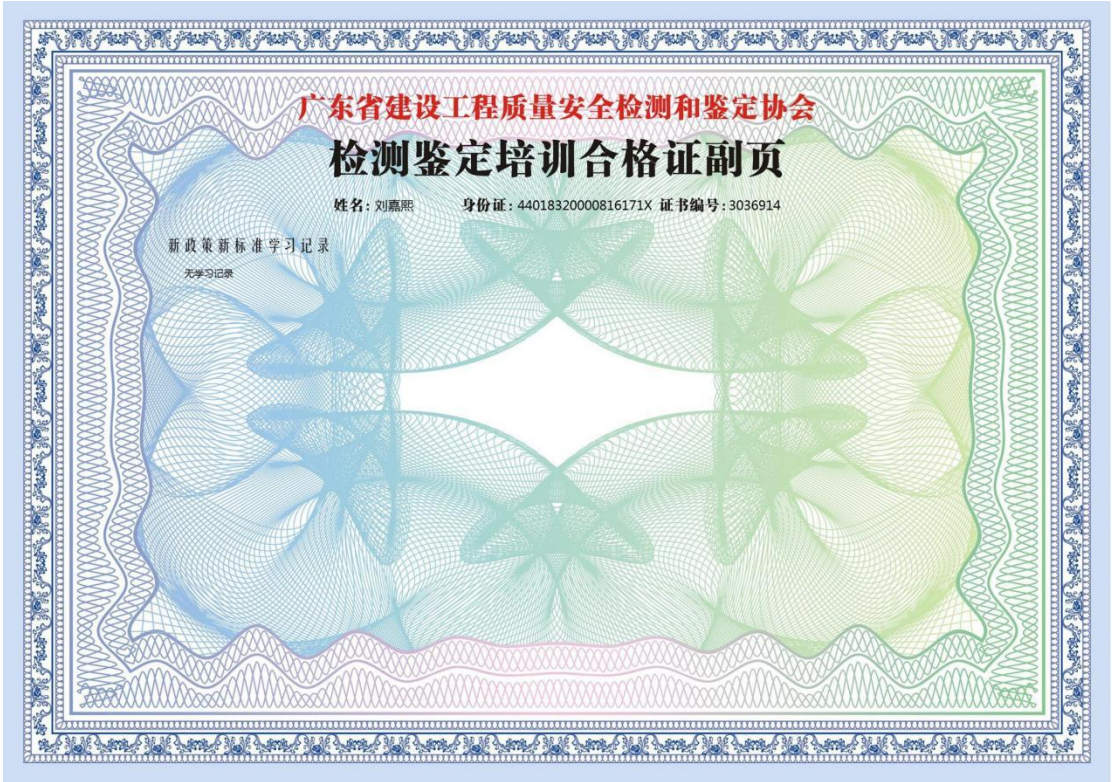 广东省建设工程质量安全检测和鉴定协会
检测鉴定培训合格证副页
姓名：刘嘉熙 身份证：44018320000816171X 证书编号：3036914
新政策新标准学习记录
无学习记录